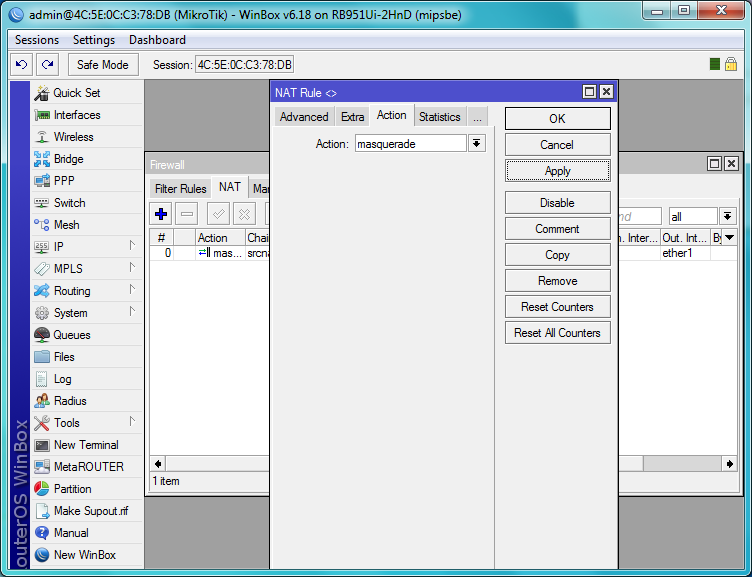 admin@4C:5E:0C:C3:78:DB (MikroTik) - WinBox v6.18 on RB951Ui-2HnD (mipsbe)
Sessions Settings Dashboard
Safe Mode Session: 4C:5E:0C:C3:78:DB
Quick Set
Interfaces
Wireless
Bridge
PPP
Switch
Mesh
IP
MPLS
Routing
System
Queues
Files
Log
Radius
Tools
New Terminal
MetaROUTER
Partition
Make Supout.rif
Manual
New WinBox
outerOS WinBox
Firewall
Filter Rules NAT Ma
nd all
# Action Chai n. Inter... Out. Int... By
0 mas... srcna ether1
1 item
NAT Rule <>
Advanced Extra Action Statistics ...
Action: masquerade
OK
Cancel
Apply
Disable
Comment
Copy
Remove
Reset Counters
Reset All Counters